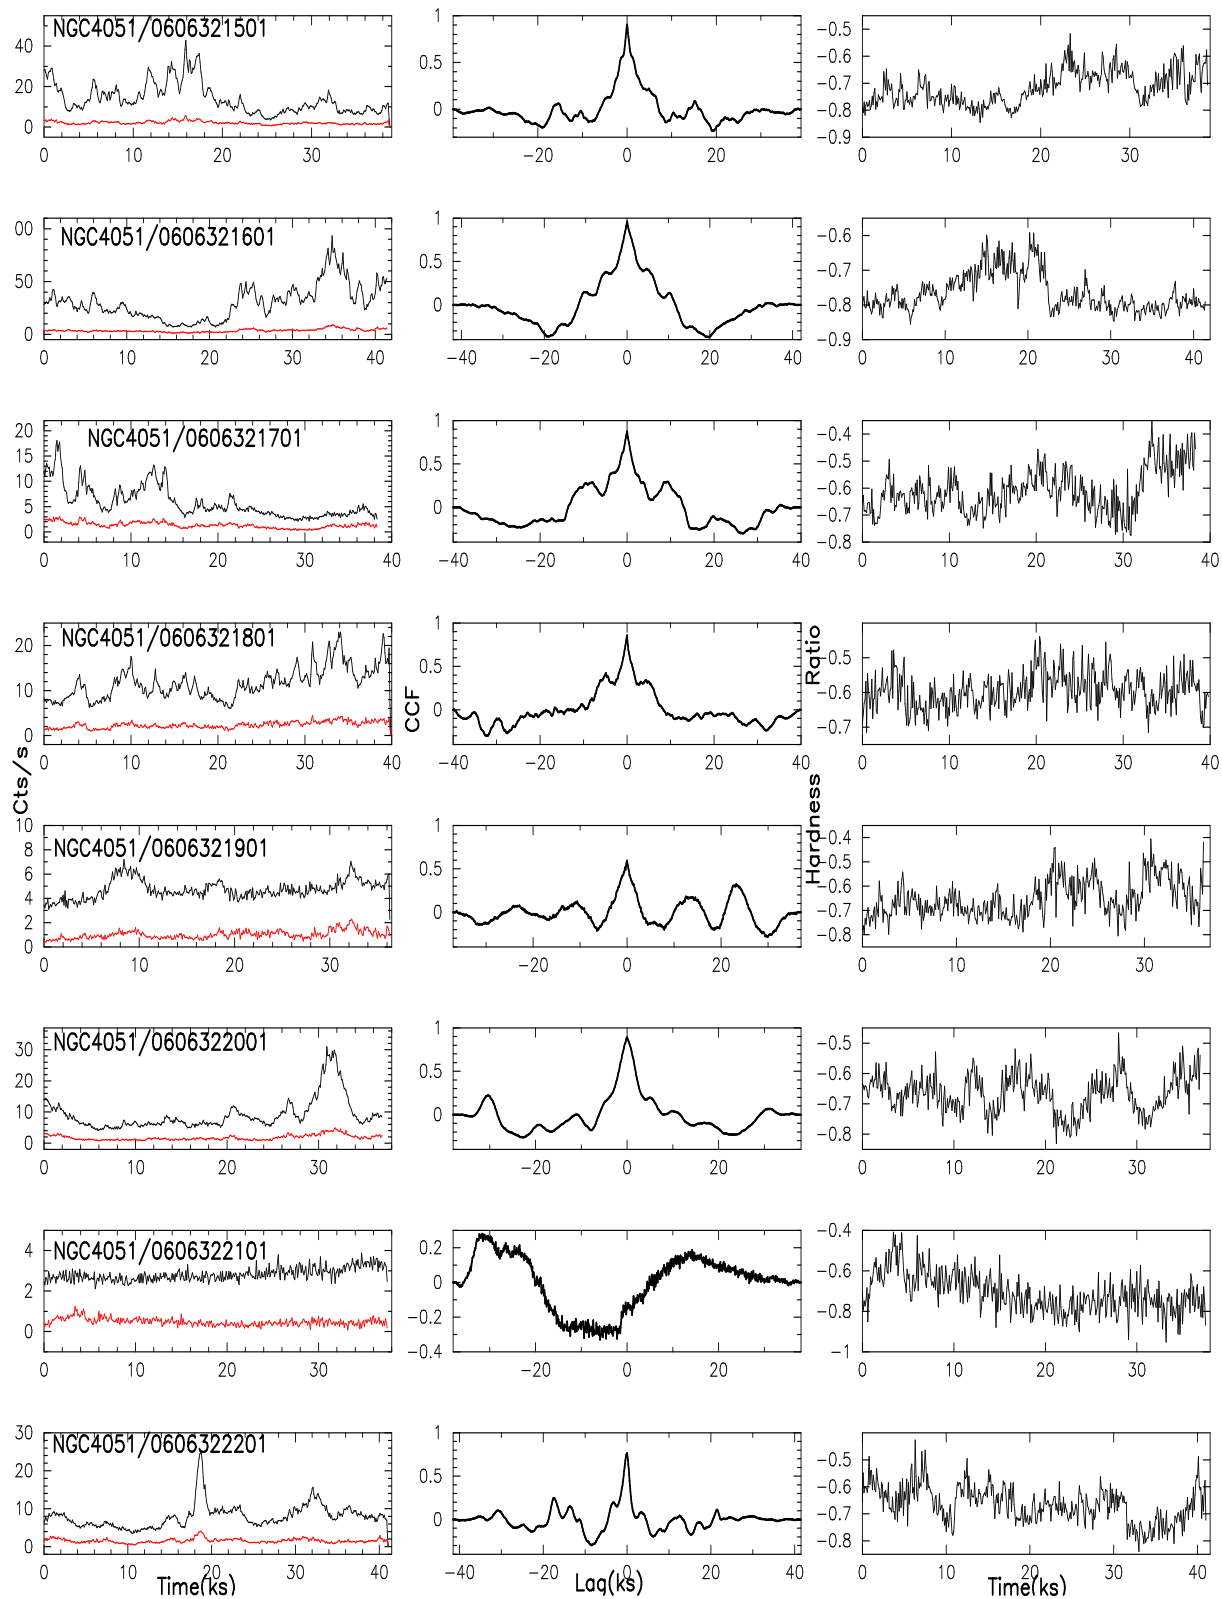 NGC4051/0606321501
40
20
0
0 10 20 30
1
0.5
0
−20 0 20
−0.5
−0.6
−0.7
−0.8
−0.9
0 10 20 30
NGC4051/0606321601
00
50
0
0 10 20 30 40
1
0.5
0
−40 −20 0 20 40
−0.6
−0.7
−0.8
−0.9
0 10 20 30 40
NGC4051/0606321701
20
15
10
5
0
0 10 20 30 40
1
0.5
0
−40 −20 0 20 40
−0.4
−0.5
−0.6
−0.7
−0.8
0 10 20 30 40
NGC4051/0606321801
20
10
0
0 10 20 30 40
1
0.5
0
−40 −20 0 20 40
−0.5
−0.6
−0.7
0 10 20 30 40
Cts/s
CCF
Hardness Ratio
NGC4051/0606321901
10
8
6
4
2
0
0 10 20 30
1
0.5
0
−20 0 20
−0.4
−0.5
−0.6
−0.7
−0.8
0 10 20 30
NGC4051/0606322001
30
20
10
0
0 10 20 30
1
0.5
0
−20 0 20
−0.5
−0.6
−0.7
−0.8
0 10 20 30
NGC4051/0606322101
4
2
0
0 10 20 30
0.2
0
−0.2
−0.4
−20 0 20
−0.4
−0.6
−0.8
−1
0 10 20 30
NGC4051/0606322201
30
20
10
0
0 10 20 30 40
1
0.5
0
−40 −20 0 20 40
−0.5
−0.6
−0.7
−0.8
0 10 20 30 40
Time(ks) Lag(ks) Time(ks)